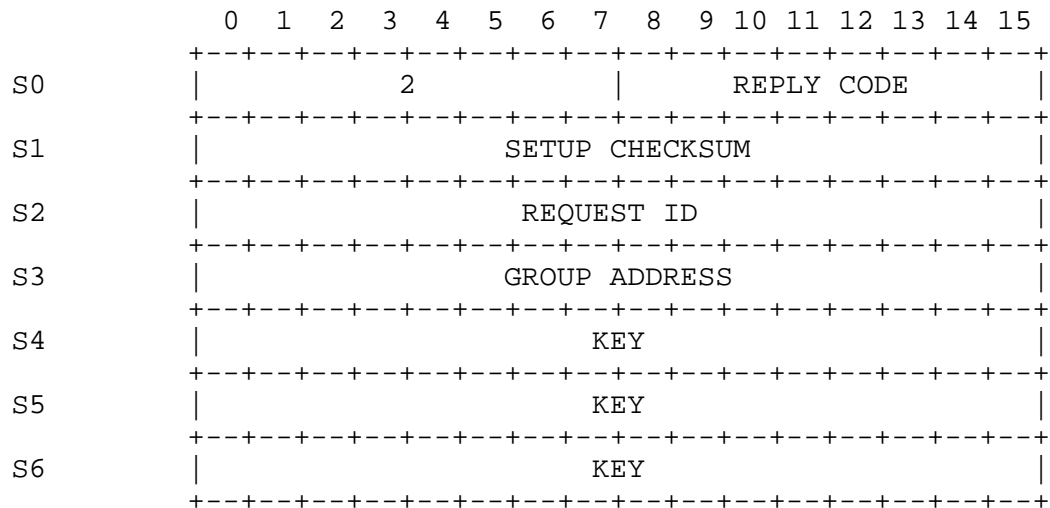 0 1 2 3 4 5 6 7 8 9 10 11 12 13 14 15
+--+--+--+--+--+--+--+--+--+--+--+--+--+--+--+--+
S0 | 2 | REPLY CODE |
+--+--+--+--+--+--+--+--+--+--+--+--+--+--+--+--+
S1 | SETUP CHECKSUM |
+--+--+--+--+--+--+--+--+--+--+--+--+--+--+--+--+
S2 | REQUEST ID |
+--+--+--+--+--+--+--+--+--+--+--+--+--+--+--+--+
S3 | GROUP ADDRESS |
+--+--+--+--+--+--+--+--+--+--+--+--+--+--+--+--+
S4 | KEY |
+--+--+--+--+--+--+--+--+--+--+--+--+--+--+--+--+
S5 | KEY |
+--+--+--+--+--+--+--+--+--+--+--+--+--+--+--+--+
S6 | KEY |
+--+--+--+--+--+--+--+--+--+--+--+--+--+--+--+--+